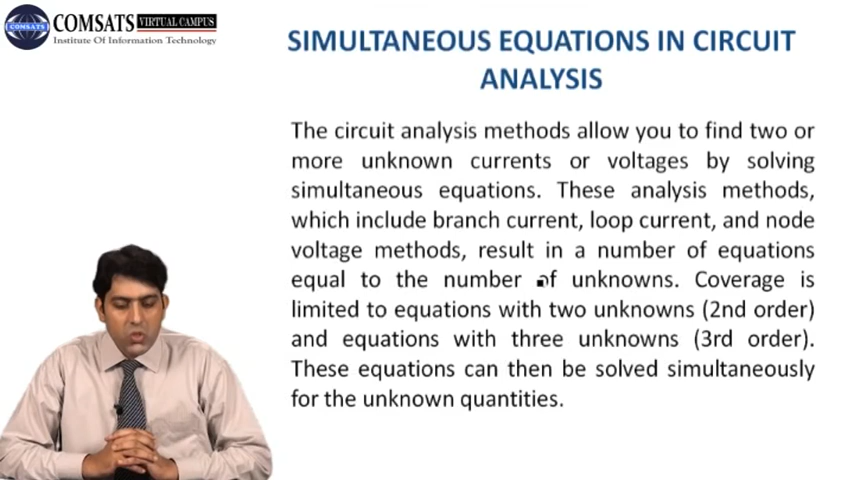 COMSATS VIRTUAL CAMPUS
Institute Of Information Technology
COMSATS
SIMULTANEOUS EQUATIONS IN CIRCUIT
ANALYSIS
The circuit analysis methods allow you to find two or
more unknown currents or voltages by solving
simultaneous equations. These analysis methods,
which include branch current, loop current, and node
voltage methods, result in a number of equations
equal to the number of unknowns. Coverage is
limited to equations with two unknowns (2nd order)
and equations with three unknowns (3rd order).
These equations can then be solved simultaneously
for the unknown quantities.